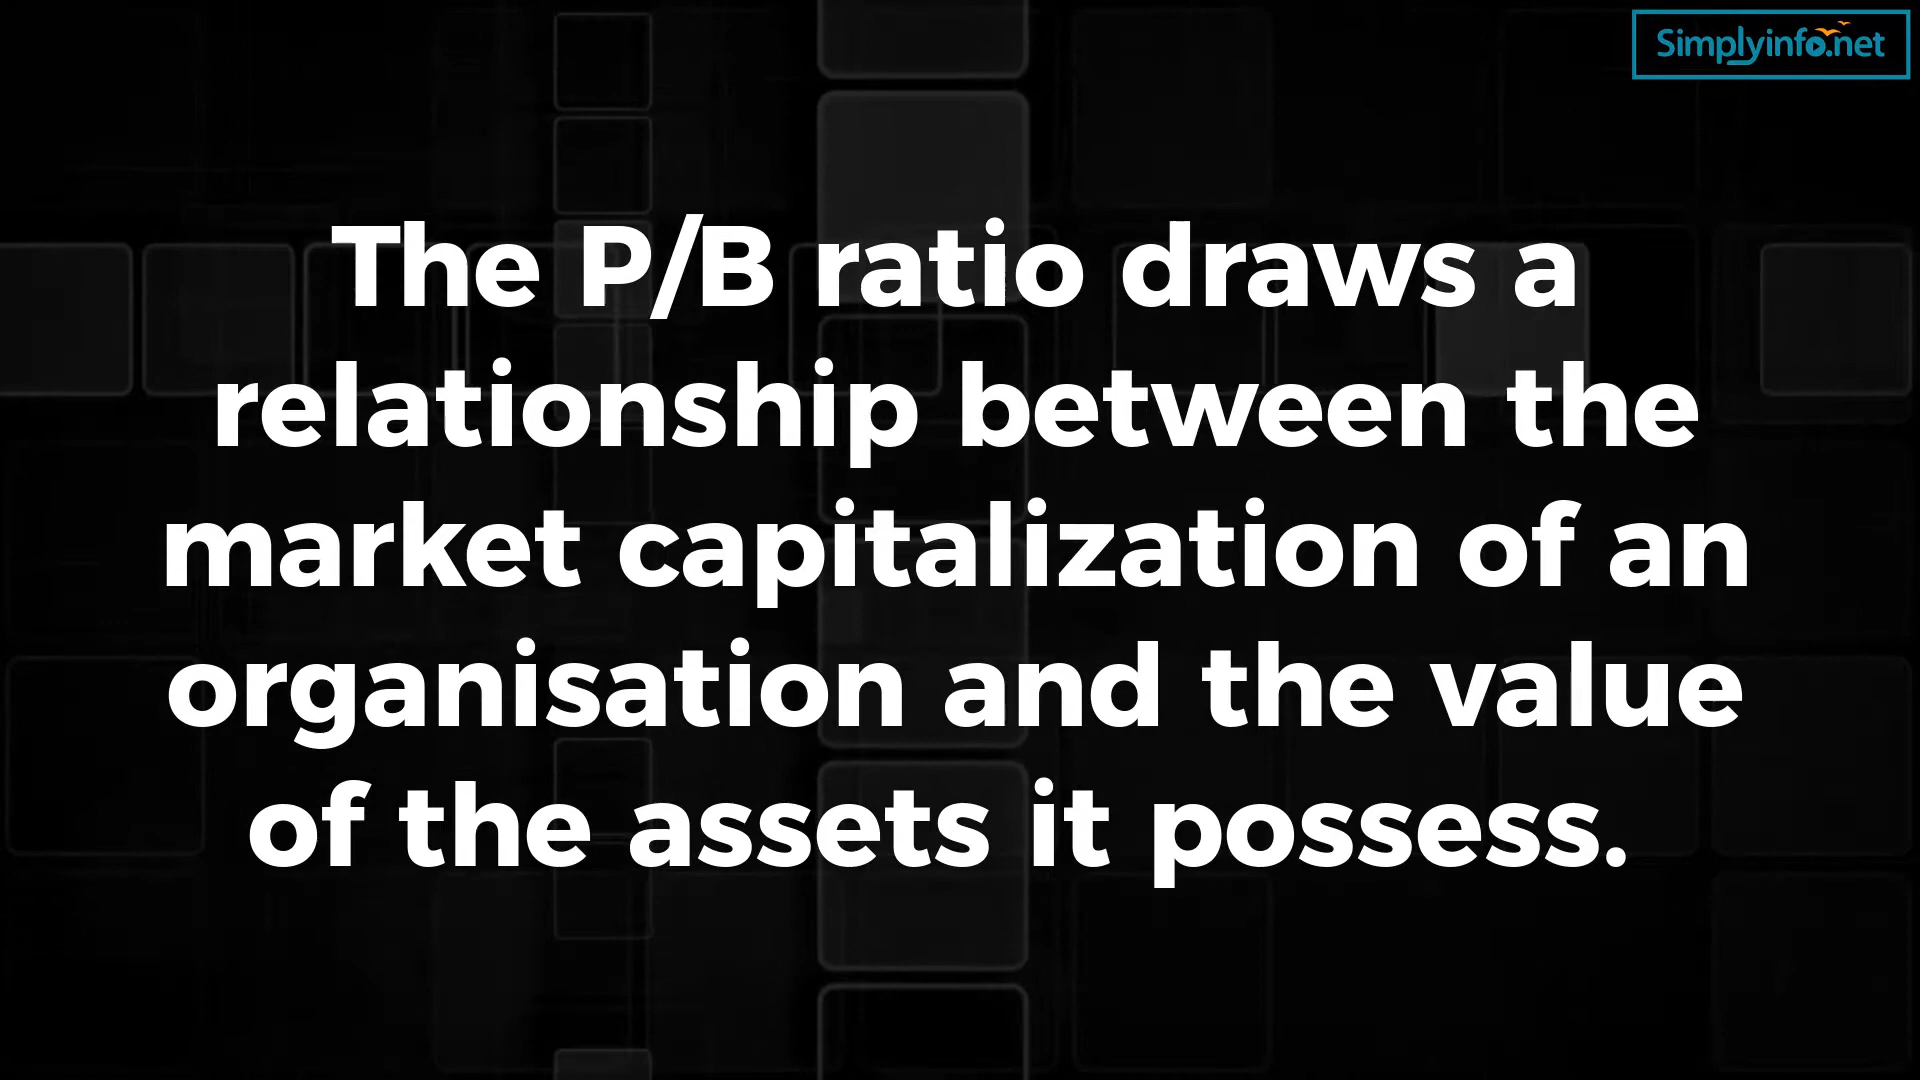 Simplyinfo.net
The P/B ratio draws a
relationship between the
market capitalization of an
organisation and the value
of the assets it possess.